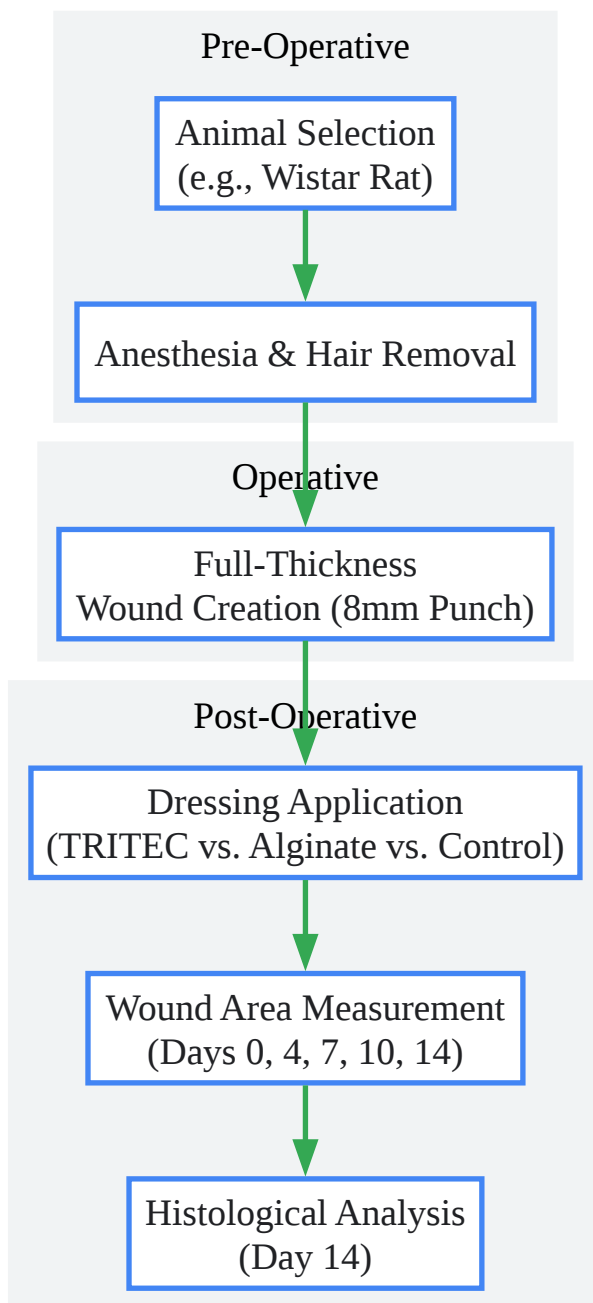 Pre-Operative
Animal Selection
(e.g., Wistar Rat)
Anesthesia & Hair Removal
Operative
Full-Thickness
Wound Creation (8mm Punch)
Post-Operative
Dressing Application
(TRITEC vs. Alginate vs. Control)
Wound Area Measurement
(Days 0, 4, 7, 10, 14)
Histological Analysis
(Day 14)